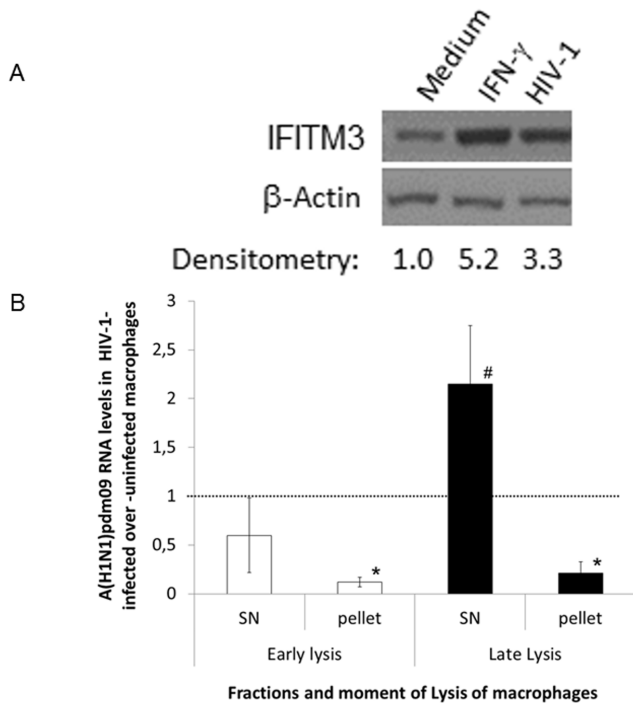 A
Medium
IFN-γ
HIV-1
IFITM3
β-Actin
Densitometry: 1.0 5.2 3.3
B
A(H1N1)pdm09 RNA levels in HIV-1-
infected over -uninfected macrophages
3
2,5
2
1,5
1
0,5
0
#
*
*
SN pellet SN pellet
Early lysis Late Lysis
Fractions and moment of Lysis of macrophages